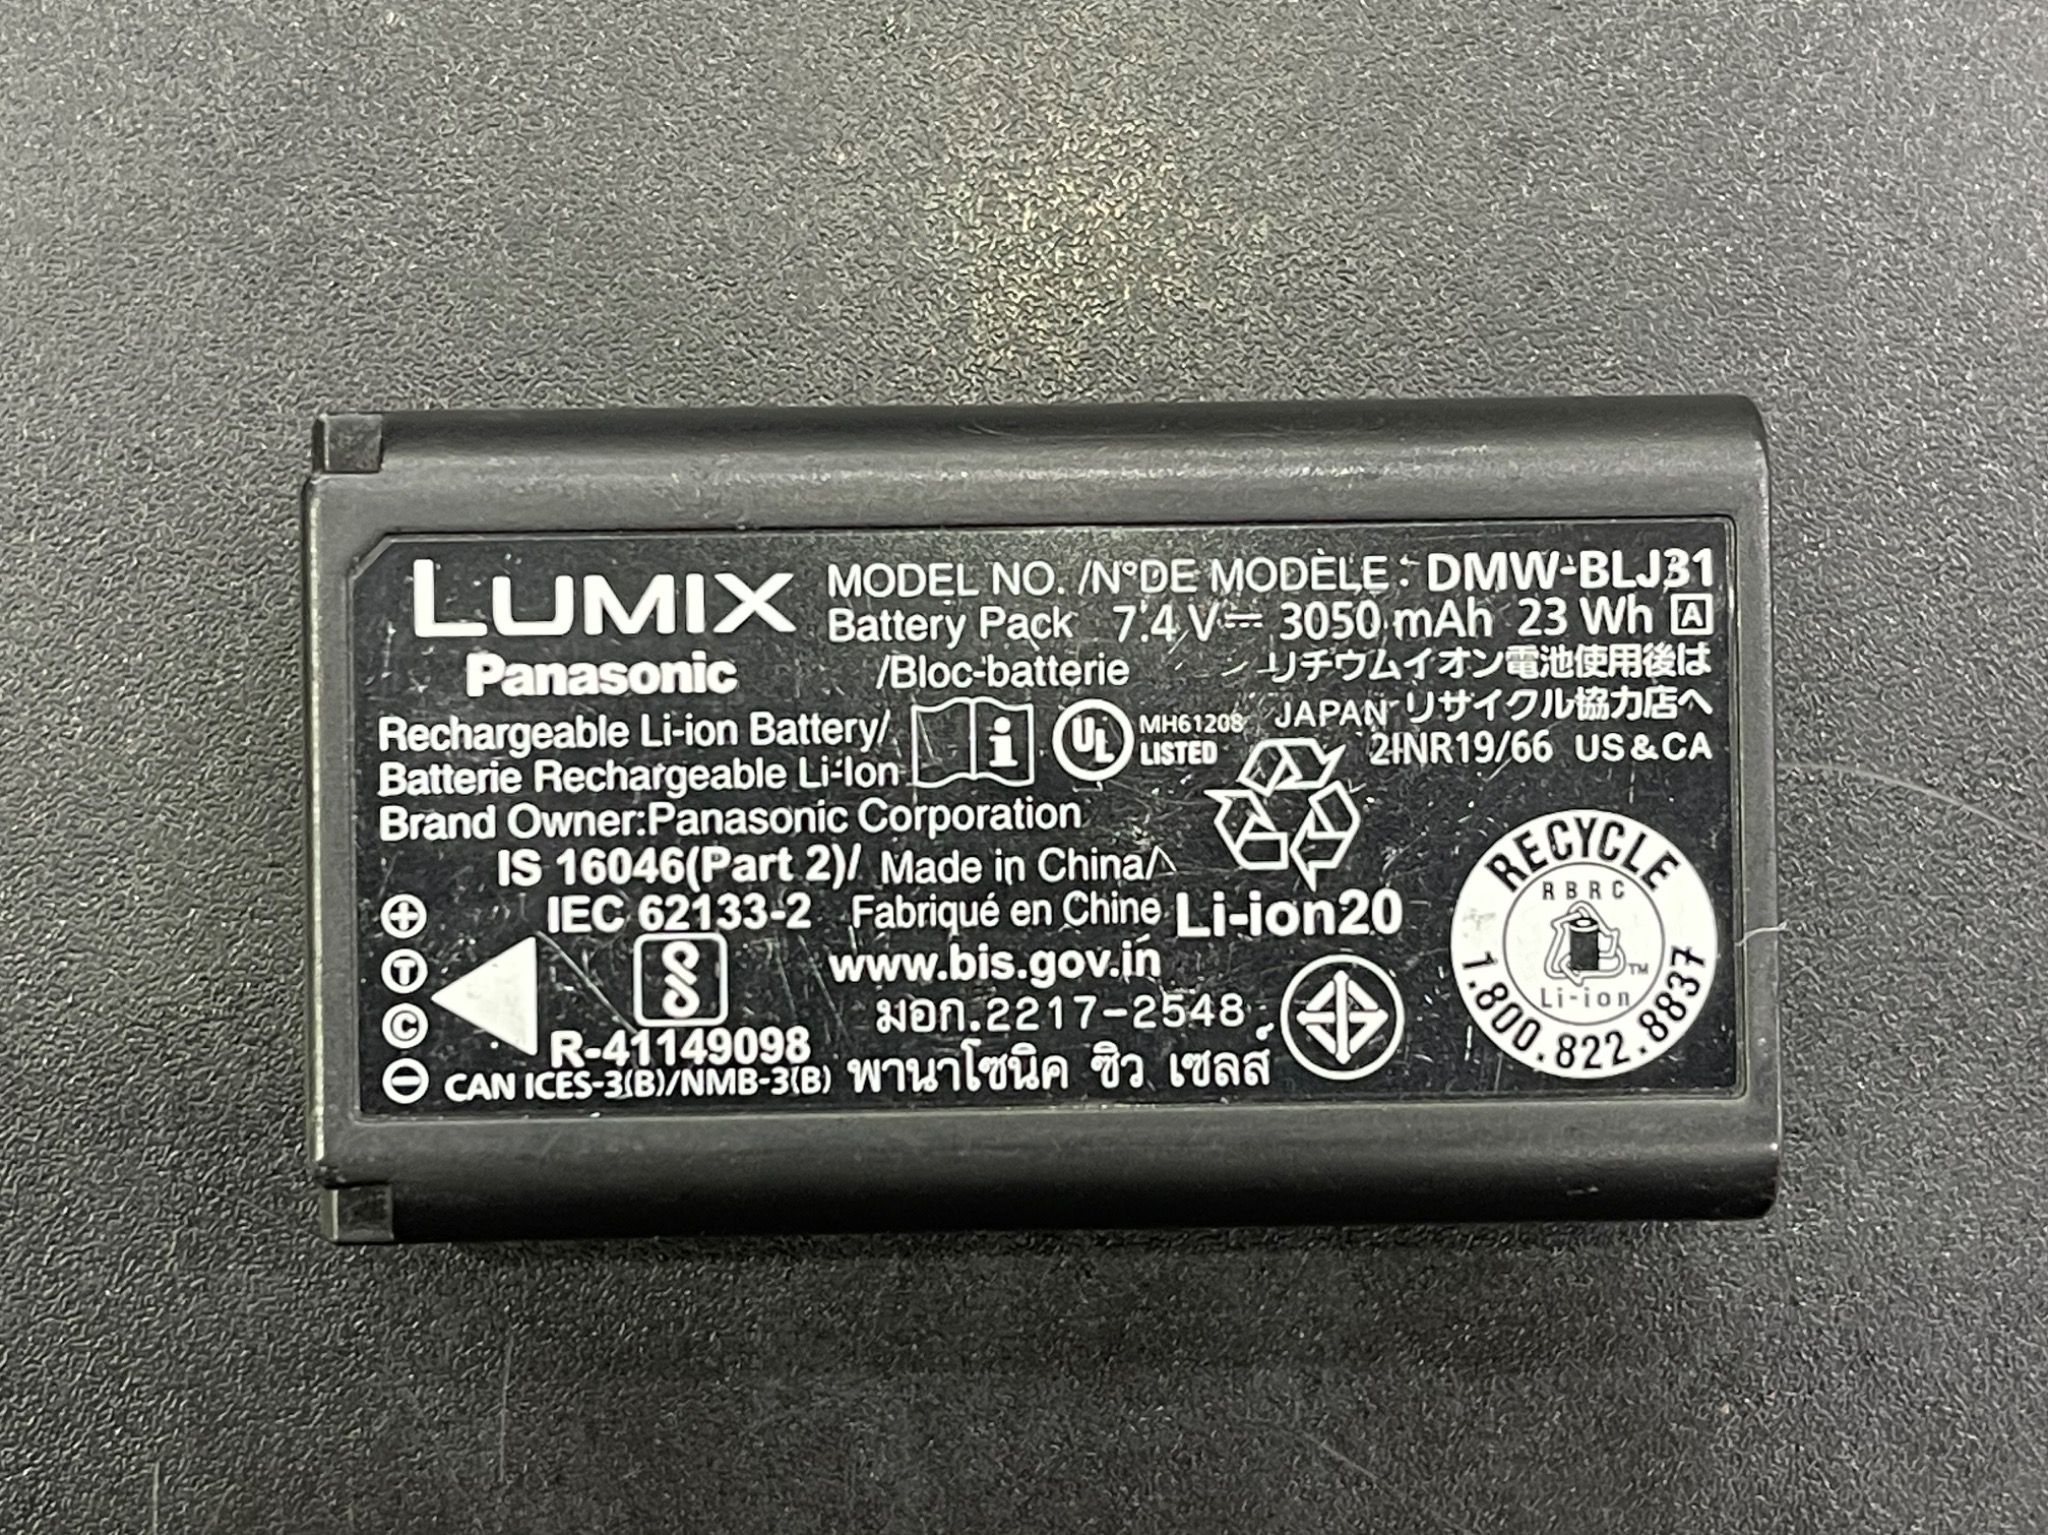 LUMIX
Panasonic
MODEL NO. /N°DE MODÈLE : DMW-BLJ31
Battery Pack 7.4 V⎓ 3050 mAh 23 Wh A
/Bloc-batterie
リチウムイオン電池使用後は
JAPAN リサイクル協力店へ
Rechargeable Li-ion Battery/
Batterie Rechargeable Li-Ion
i
UL
MH61208
LISTED
2INR19/66 US & CA
Brand Owner:Panasonic Corporation
IS 16046(Part 2)/
IEC 62133-2
Made in China/
Fabriqué en Chine
Li-ion20
www.bis.gov.in
R-41149098
มอก.2217-2548
พานาโซนิค ซิว เซลส์
+
T
C
−
CAN ICES-3(B)/NMB-3(B)
RECYCLE
RBRC
TM
Li-ion
1.800.822.8837